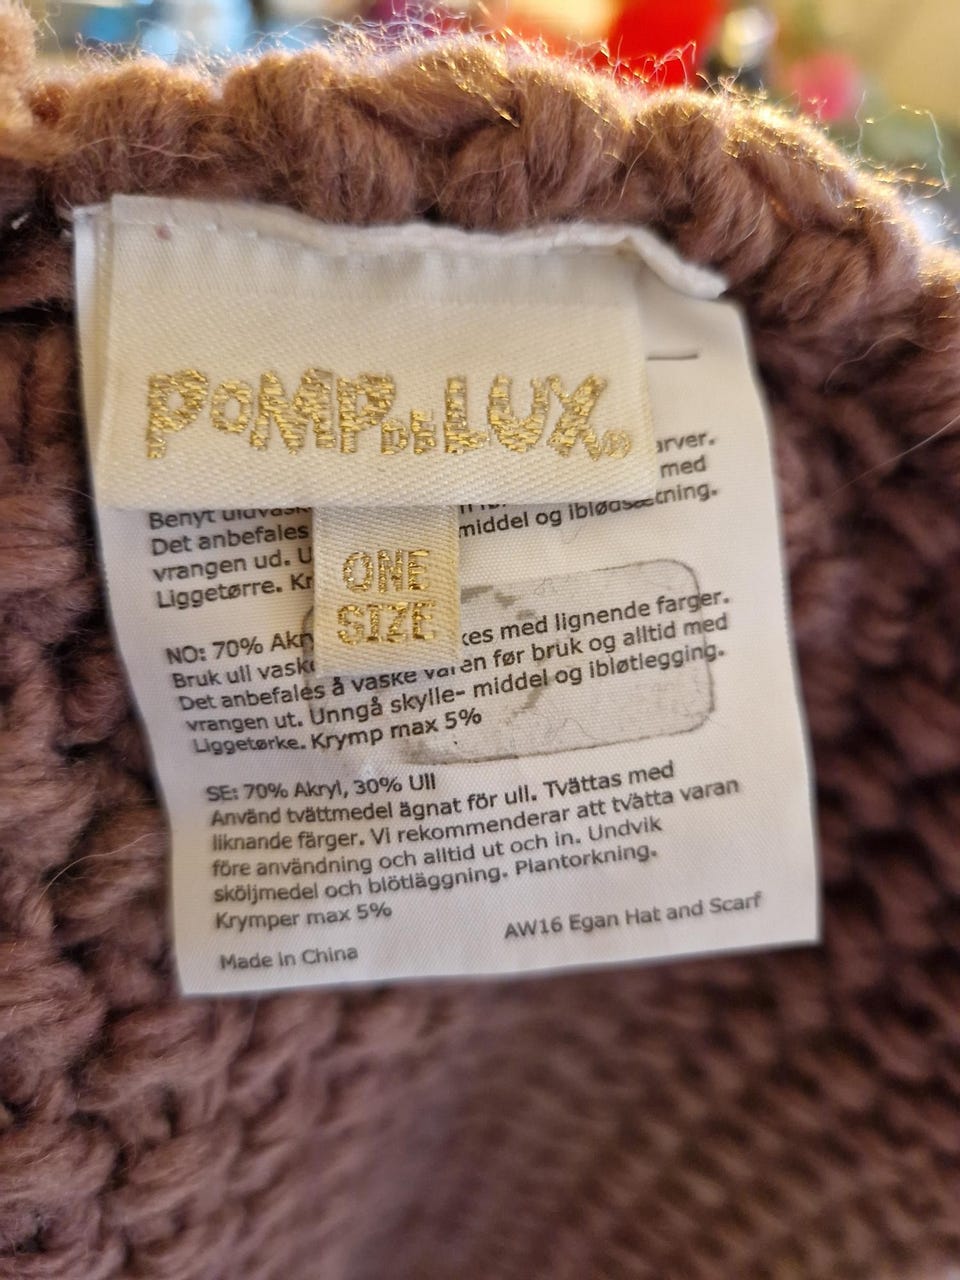 POMPdeLUX®
ONE
SIZE
arver.
med
Benyt uldvask
Det anbefales middel og iblødsætning.
vrangen ud.
Liggetørre.
NO: 70%
Bruk ull med lignende farger.
Det anbefales å vaske varen før bruk og alltid med
vrangen ut. Unngå skylle- middel og ibløtlegging.
Liggetørke. Krymp max 5%
SE: 70% Akryl, 30% Ull
Använd tvättmedel ägnat för ull. Tvättas med
liknande färger. Vi rekommenderar att tvätta varan
före användning och alltid ut och in. Undvik
sköljmedel och blötläggning. Plantorkning.
Krymper max 5%
AW16 Egan Hat and Scarf
Made in China